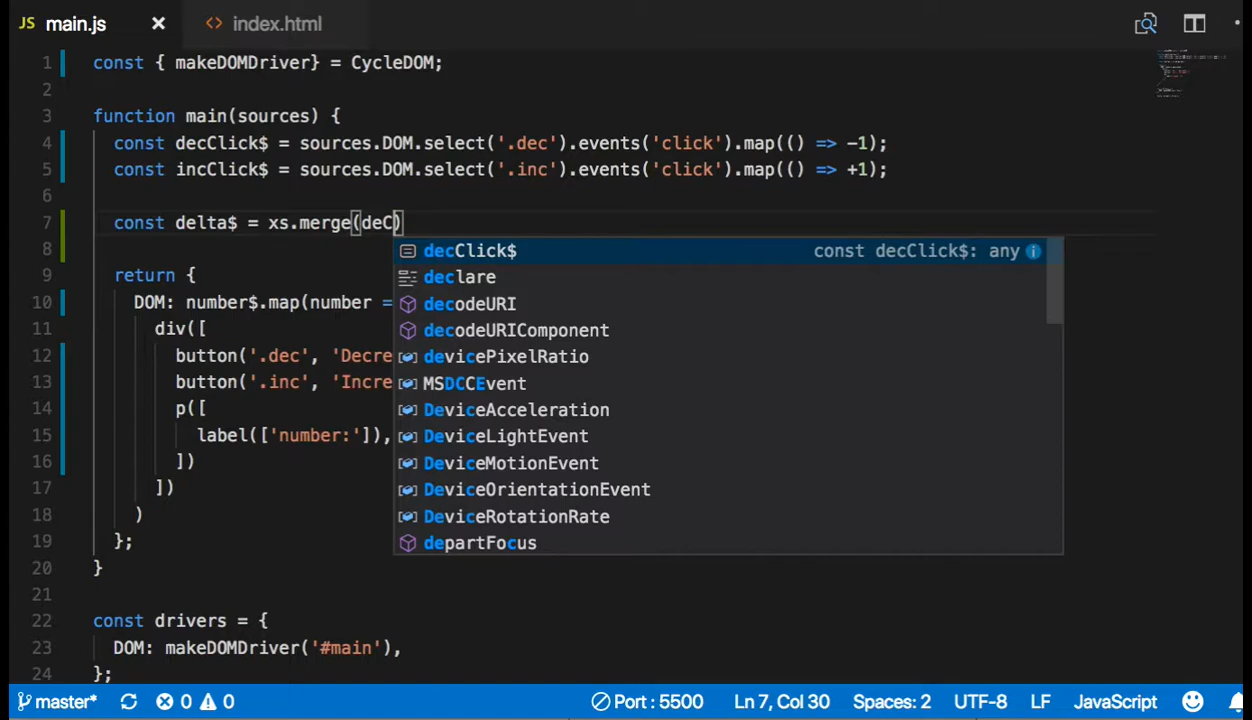 JS main.js × <> index.html
1 const { makeDOMDriver} = CycleDOM;
2
3 function main(sources) {
4 const decClick$ = sources.DOM.select('.dec').events('click').map(() => −1);
5 const incClick$ = sources.DOM.select('.inc').events('click').map(() => +1);
6
7 const delta$ = xs.merge(deC)
8 decClick$ const decClick$: any i
declare
9 return {
10 DOM: number$.map(number = decodeURI
11 div([ decodeURIComponent
12 button('.dec', 'Decre devicePixelRatio
13 button('.inc', 'Incre MSDCCEvent
14 p([ DeviceAcceleration
15 label(['number:']), DeviceLightEvent
16 ]) DeviceMotionEvent
17 ]) DeviceOrientationEvent
18 ) DeviceRotationRate
19 }; departFocus
20 }
21
22 const drivers = {
23 DOM: makeDOMDriver('#main'),
24 };
master* 0 0 Port : 5500 Ln 7, Col 30 Spaces: 2 UTF-8 LF JavaScript